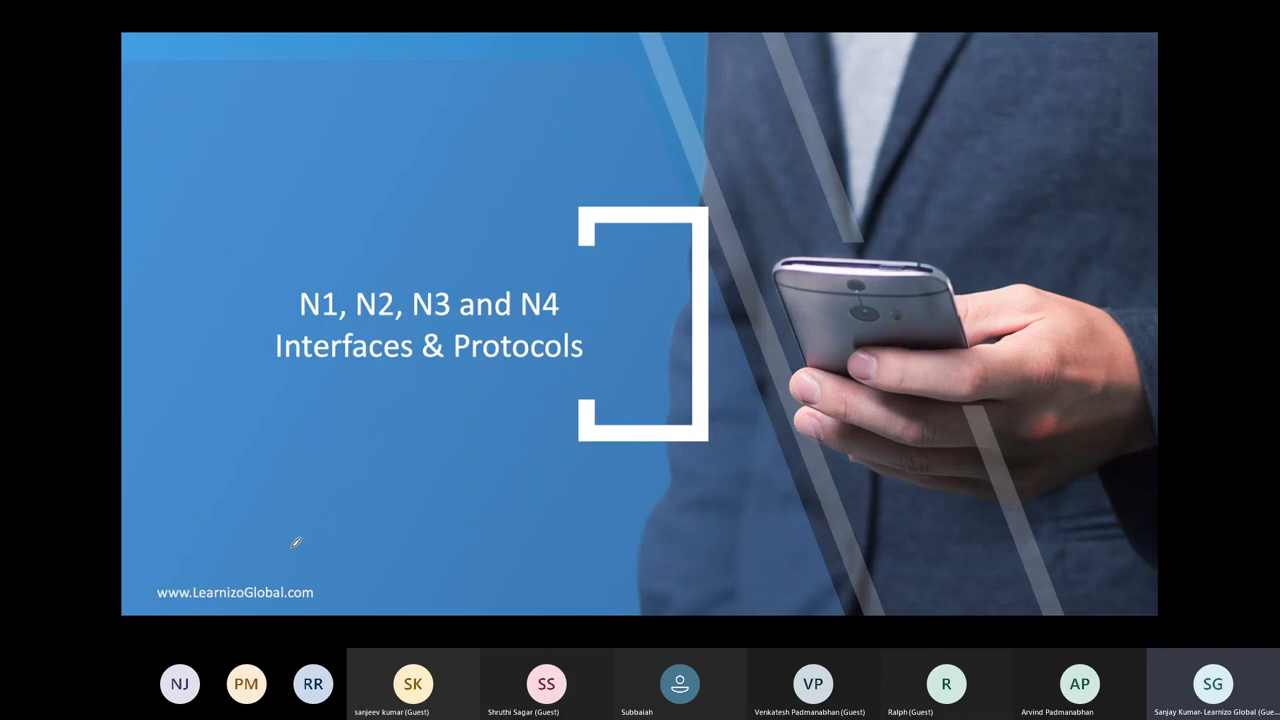 N1, N2, N3 and N4
Interfaces & Protocols
www.LearnizoGlobal.com
NJ
PM
RR
SK
SS
VP
R
AP
SG
sanjeev kumar (Guest)
Shruthi Sagar (Guest)
Subbaiah
Venkatesh Padmanabhan (Guest)
Ralph (Guest)
Arvind Padmanabhan
Sanjay Kumar- Learnizo Global (Gue...